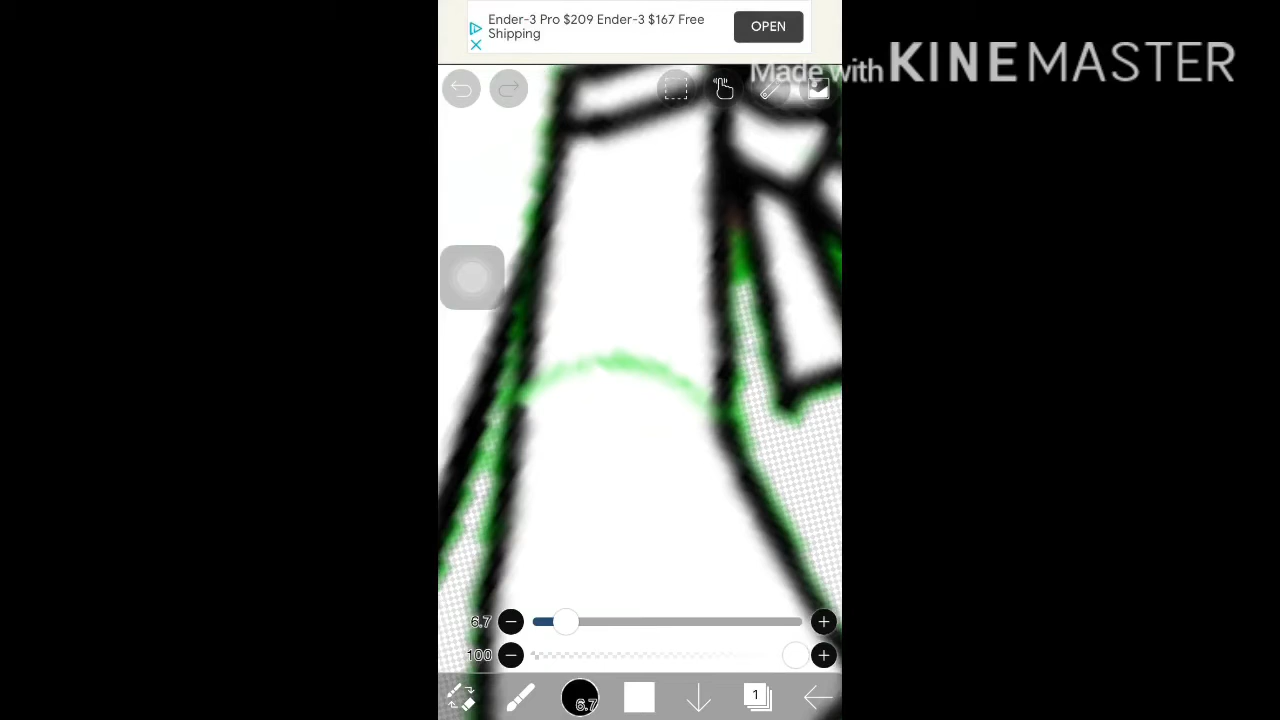 Ender-3 Pro $209 Ender-3 $167 Free
Shipping
OPEN
Made with KINEMASTER
6.7
100
6.7
1